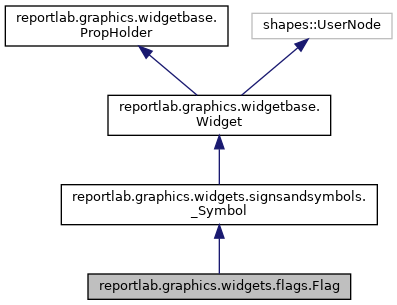 reportlab.graphics.widgetbase.
PropHolder
shapes::UserNode
reportlab.graphics.widgetbase.
Widget
reportlab.graphics.widgets.signsandsymbols.
_Symbol
reportlab.graphics.widgets.flags.Flag